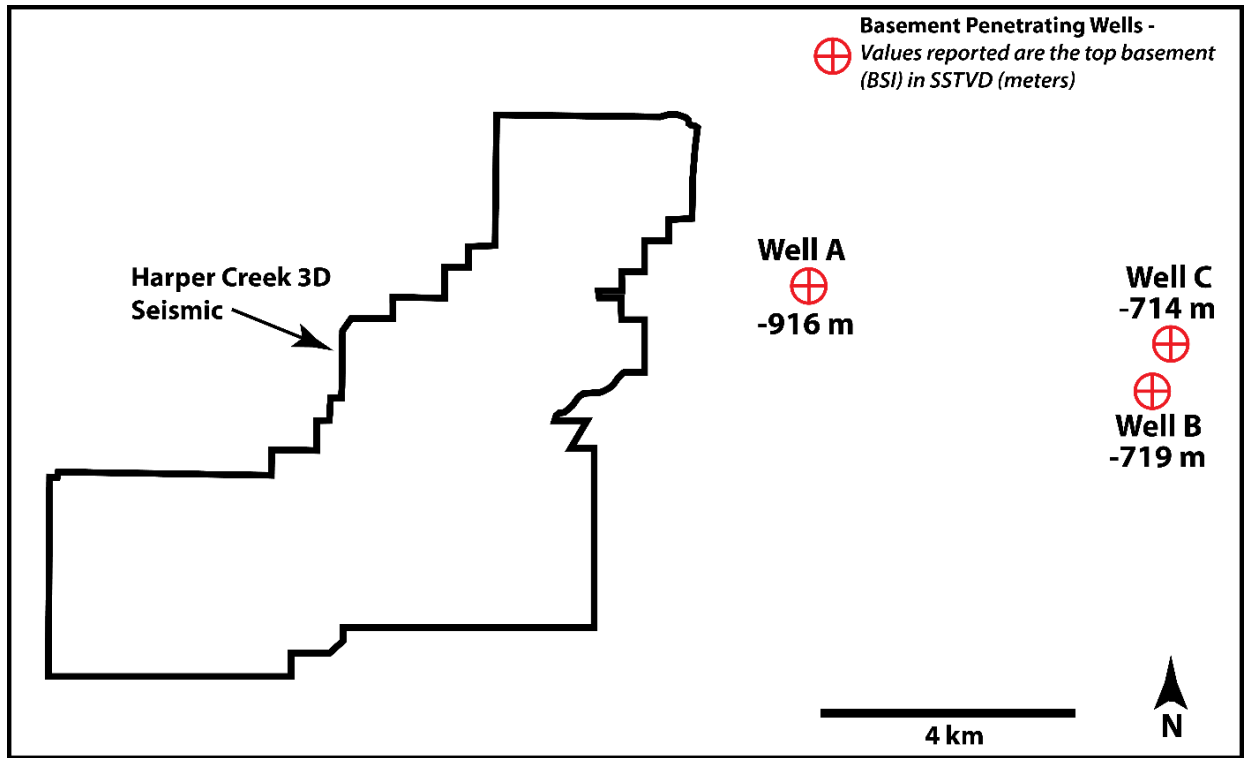 Basement Penetrating Wells -
Values reported are the top basement
(BSI) in SSTVD (meters)
Harper Creek 3D
Seismic
Well A
-916 m
Well C
-714 m
Well B
-719 m
4 km
N